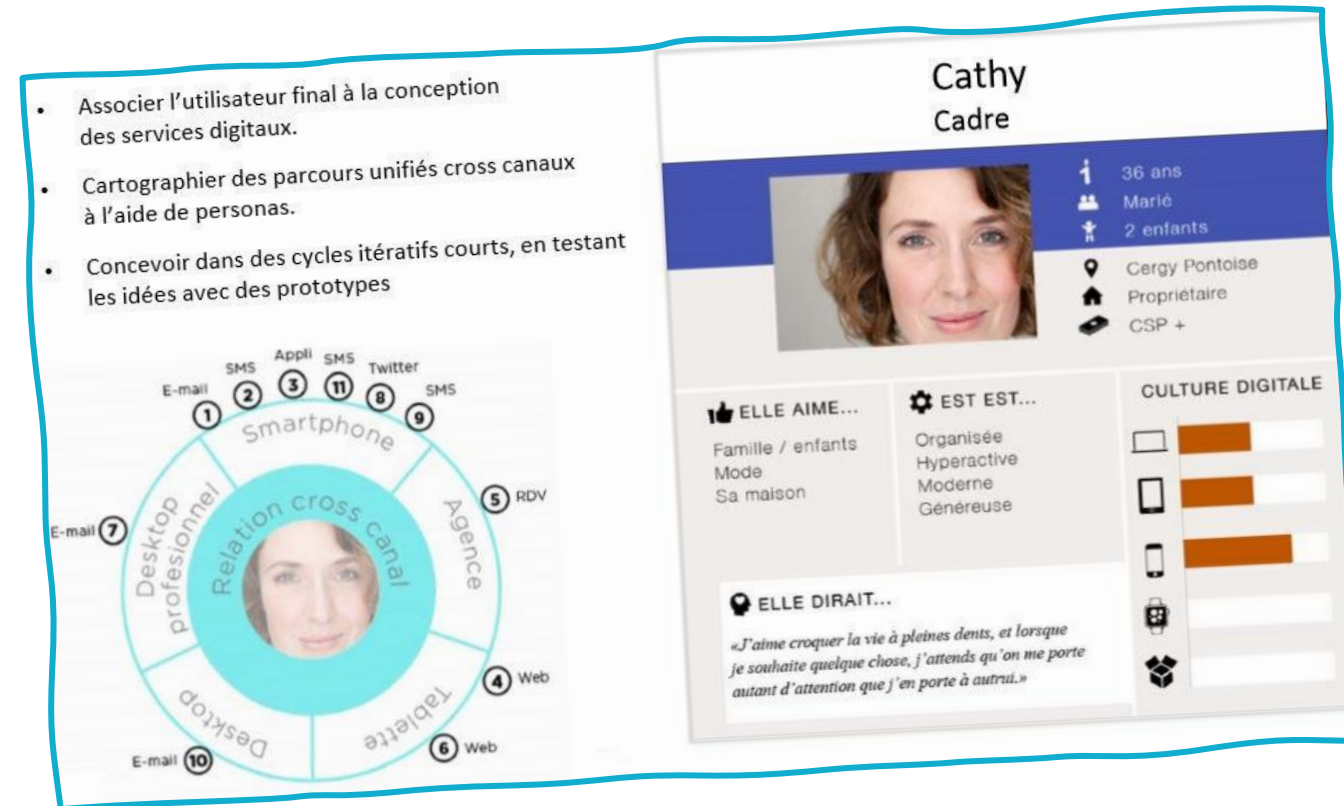 • Associer l'utilisateur final à la conception
des services digitaux.
• Cartographier des parcours unifiés cross canaux
à l'aide de personas.
• Concevoir dans des cycles itératifs courts, en testant
les idées avec des prototypes
E-mail
1
SMS
2
Appli
3
SMS
11
Twitter
8
SMS
9
Smartphone
Agence
5 RDV
4 Web
Tablette
6 Web
Desktop
E-mail 10
Desktop
profesionnel
E-mail 7
Relation cross canal
Cathy
Cadre
36 ans
Marié
2 enfants
Cergy Pontoise
Propriétaire
CSP +
ELLE AIME...
Famille / enfants
Mode
Sa maison
EST EST...
Organisée
Hyperactive
Moderne
Généreuse
CULTURE DIGITALE
ELLE DIRAIT...
«J'aime croquer la vie à pleines dents, et lorsque
je souhaite quelque chose, j'attends qu'on me porte
autant d'attention que j'en porte à autrui.»